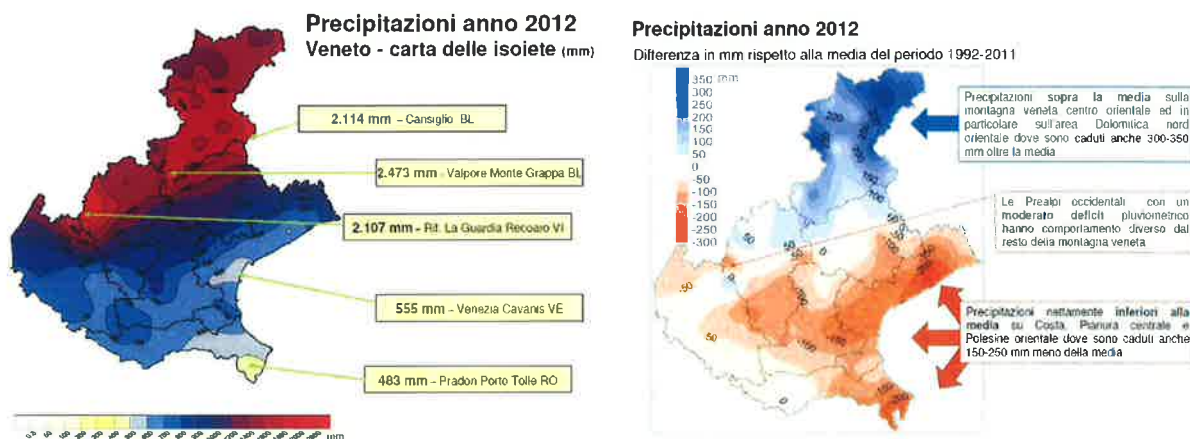 Precipitazioni anno 2012
Veneto - carta delle isoiete (mm)
2.114 mm – Cansiglio BL
2.473 mm - Valpore Monte Grappa BL
2.107 mm - Rif. La Guardia Recoaro VI
555 mm – Venezia Cavanis VE
483 mm – Pradon Porto Tolle RO
mm
Precipitazioni anno 2012
Differenza in mm rispetto alla media del periodo 1992-2011
350 mm
300
200
150
100
50
0
-50
-100
-150
-200
-250
-300
Precipitazioni sopra la media sulla
montagna veneta centro orientale ed in
particolare sull'area Dolomitica nord
orientale dove sono caduti anche 300-350
mm oltre la media
Le Prealpi occidentali con un
moderato deficit pluviometrico
hanno comportamento diverso dal
resto della montagna veneta
Precipitazioni nettamente inferiori alla
media su Costa, Pianura centrale e
Polesine orientale dove sono caduti anche
150-250 mm meno della media